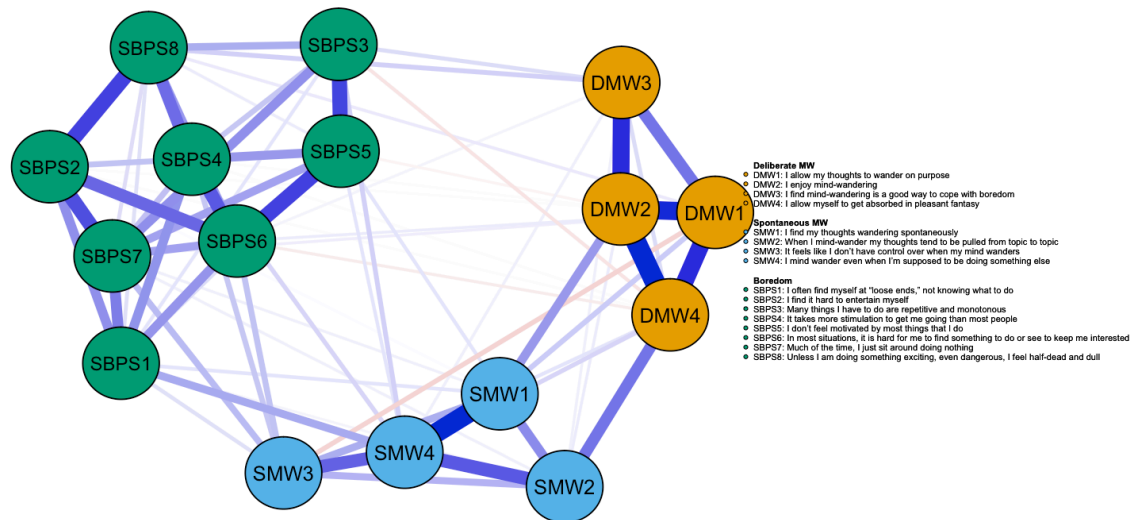 SBPS8
SBPS3
DMW3
SBPS4
SBPS5
SBPS2
DMW2
DMW1
SBPS6
SBPS7
DMW4
SBPS1
SMW1
SMW4
SMW3
SMW2
Deliberate MW
DMW1: I allow my thoughts to wander on purpose
DMW2: I enjoy mind-wandering
DMW3: I find mind-wandering is a good way to cope with boredom
DMW4: I allow myself to get absorbed in pleasant fantasy
Spontaneous MW
SMW1: I find my thoughts wandering spontaneously
SMW2: When I mind-wander my thoughts tend to be pulled from topic to topic
SMW3: It feels like I don't have control over when my mind wanders
SMW4: I mind wander even when I'm supposed to be doing something else
Boredom
SBPS1: I often find myself at “loose ends,” not knowing what to do
SBPS2: I find it hard to entertain myself
SBPS3: Many things I have to do are repetitive and monotonous
SBPS4: It takes more stimulation to get me going than most people
SBPS5: I don't feel motivated by most things that I do
SBPS6: In most situations, it is hard for me to find something to do or see to keep me interested
SBPS7: Much of the time, I just sit around doing nothing
SBPS8: Unless I am doing something exciting, even dangerous, I feel half-dead and dull